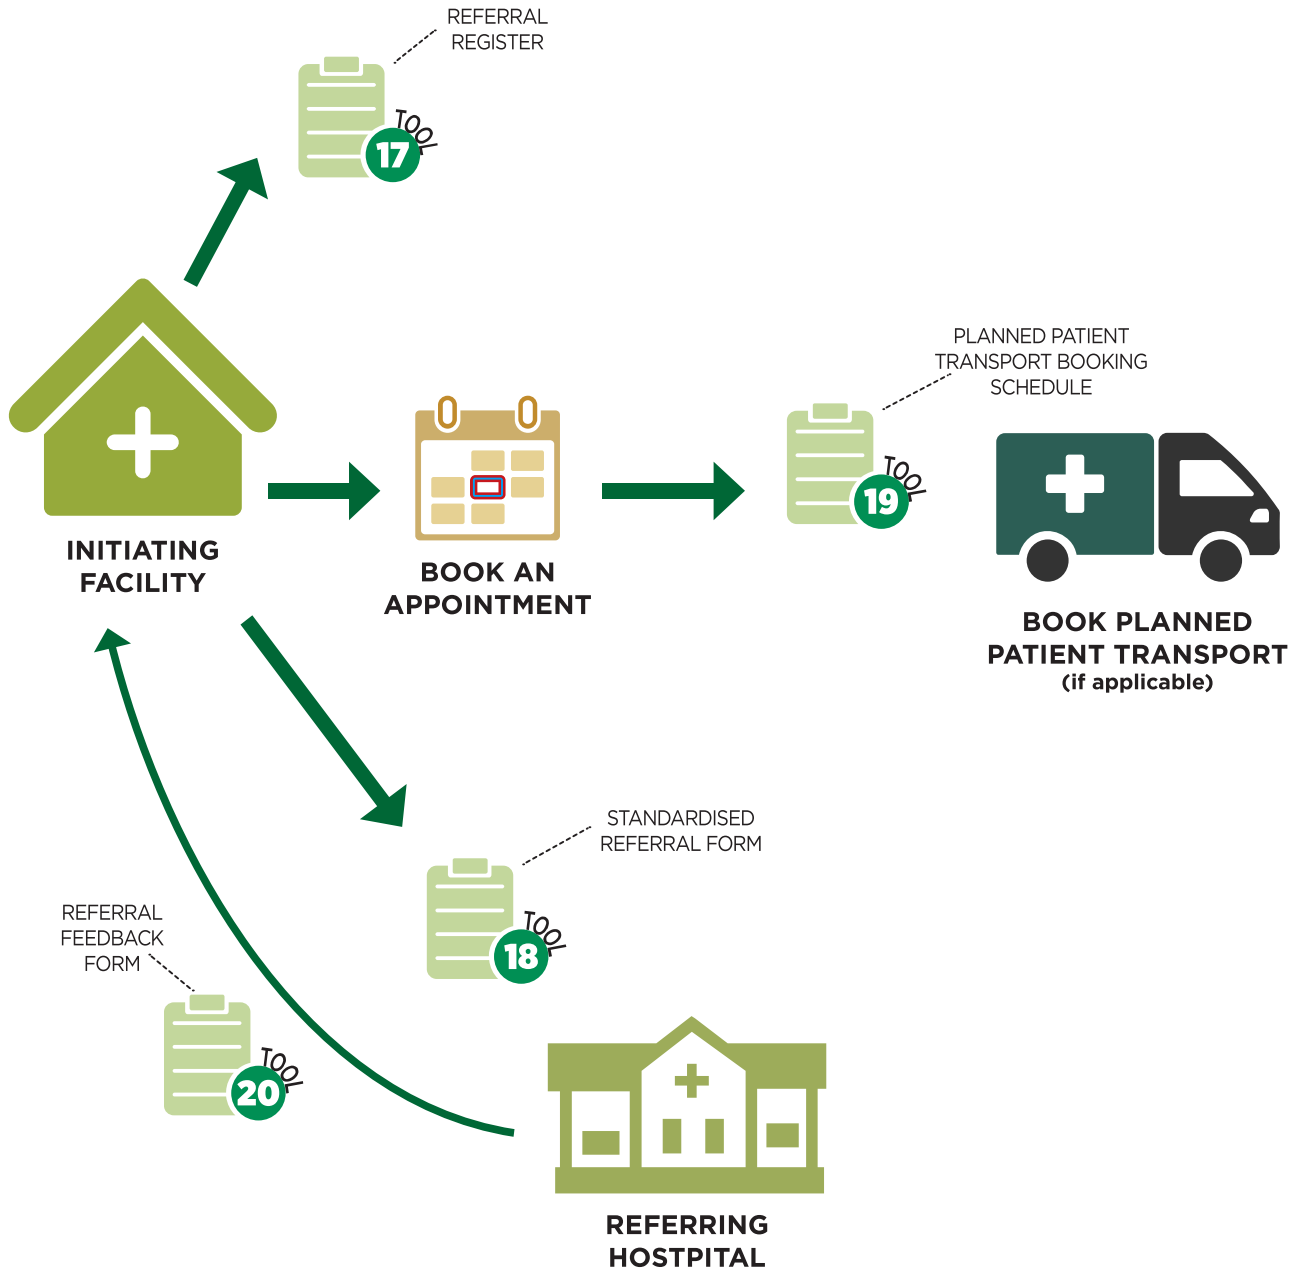 REFERRAL
REGISTER
TOOL
17
PLANNED PATIENT
TRANSPORT BOOKING
SCHEDULE
TOOL
19
INITIATING
FACILITY
BOOK AN
APPOINTMENT
BOOK PLANNED
PATIENT TRANSPORT
(if applicable)
STANDARDISED
REFERRAL FORM
TOOL
18
REFERRAL
FEEDBACK
FORM
TOOL
20
REFERRING
HOSTPITAL